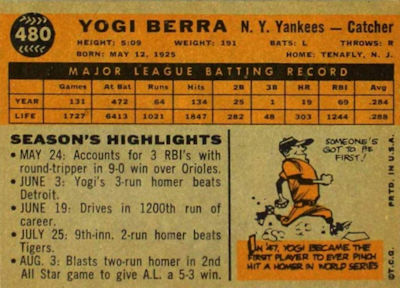 480
YOGI BERRA N. Y. Yankees — Catcher
HEIGHT: 5:09 WEIGHT: 191 BATS: L THROWS: R
BORN: MAY 12, 1925 HOME: TENAFLY, N. J.
MAJOR LEAGUE BATTING RECORD
Games At Bat Runs Hits 2B 3B HR RBI Avg
YEAR 131 472 64 134 25 1 19 69 .284
LIFE 1727 6413 1021 1847 282 48 303 1244 .288
SEASON'S HIGHLIGHTS
• MAY 24: Accounts for 3 RBI's with
round-tripper in 9-0 win over Orioles.
• JUNE 3: Yogi's 3-run homer beats
Detroit.
• JUNE 19: Drives in 1200th run of
career.
• JULY 25: 9th-inn. 2-run homer beats
Tigers.
• AUG. 3: Blasts two-run homer in 2nd
All Star game to give A.L. a 5-3 win.
SOMEONE'S
GOT TO BE
FIRST!
IN '47, YOGI BECAME THE
FIRST PLAYER TO EVER PINCH
HIT A HOMER IN WORLD SERIES
©T.C.G. PRTD. IN U.S.A.